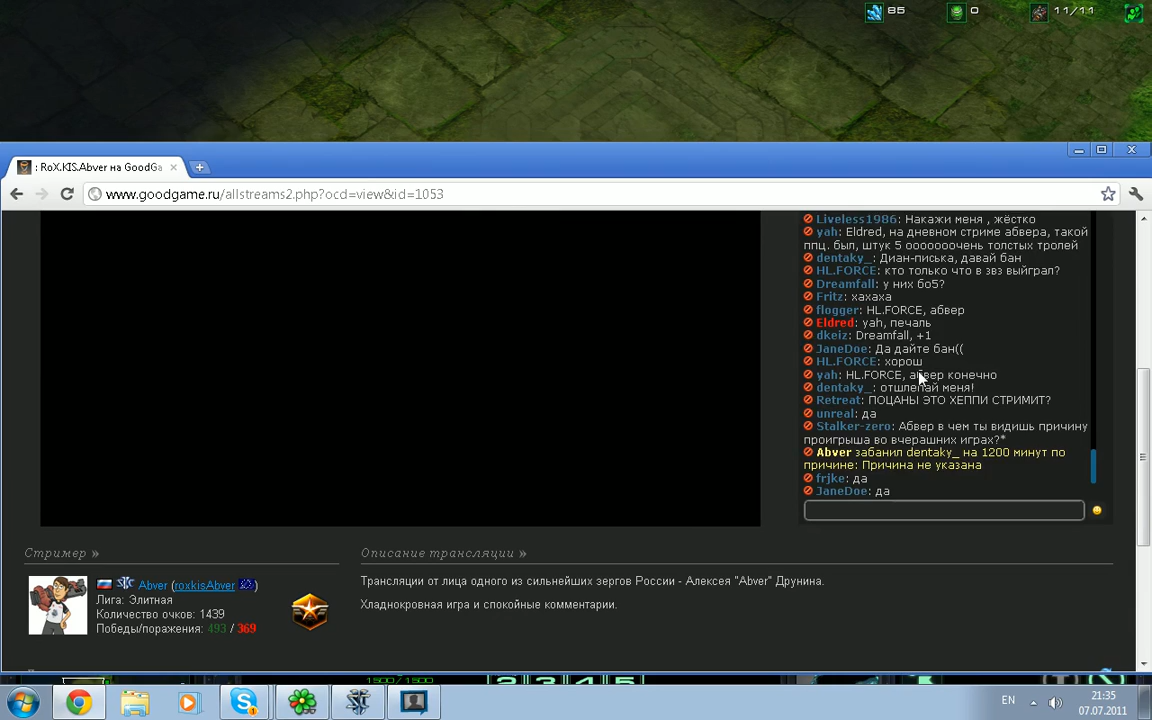 85 0 11/11
: RoX.KIS.Abver на GoodGa
www.goodgame.ru/allstreams2.php?ocd=view&id=1053
Liveless1986: Накажи меня , жёстко
yah: Eldred, на дневном стриме абвера, такой
ппц. был, штук 5 оооооoочень толстых тролей
dentaky_: Диан-писька, давай бан
HL.FORCE: кто только что в звз выйграл?
Dreamfall: у них бо5?
Fritz: хахаха
flogger: HL.FORCE, абвер
Eldred: yah, печаль
dkeiz: Dreamfall, +1
JaneDoe: Да дайте бан((
HL.FORCE: хорош
yah: HL.FORCE, абвер конечно
dentaky_: отшлепай меня!
Retreat: ПОЦАНЫ ЭТО ХЕППИ СТРИМИТ?
unreal: да
Stalker-zero: Абвер в чем ты видишь причину
проигрыша во вчерашних играх?*
Abver забанил dentaky_ на 1200 минут по
причине: Причина не указана
frjke: да
JaneDoe: да
Стример »
Описание трансляции »
Abver (roxkisAbver )
Лига: Элитная
Количество очков: 1439
Победы/поражения: 493 / 369
Трансляции от лица одного из сильнейших зергов России - Алексея "Abver" Друнина.
Хладнокровная игра и спокойные комментарии.
1500/1500
2 3 4 5
EN
21:35
07.07.2011